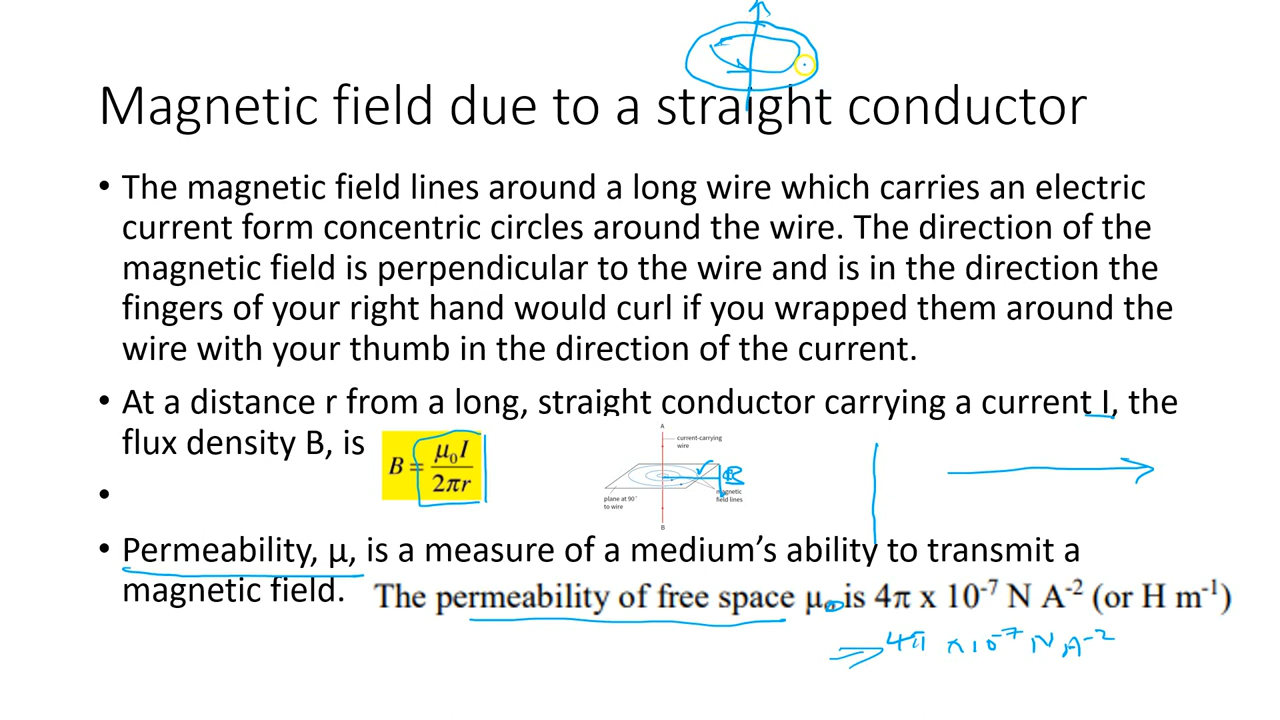 Magnetic field due to a straight conductor
• The magnetic field lines around a long wire which carries an electric
current form concentric circles around the wire. The direction of the
magnetic field is perpendicular to the wire and is in the direction the
fingers of your right hand would curl if you wrapped them around the
wire with your thumb in the direction of the current.
• At a distance r from a long, straight conductor carrying a current I, the
flux density B, is
B = μ₀I / 2πr
A
current-carrying
wire
B
plane at 90°
to wire
magnetic
field lines
B
•
• Permeability, μ, is a measure of a medium’s ability to transmit a
magnetic field.
The permeability of free space μ₀ is 4π x 10⁻⁷ N A⁻² (or H m⁻¹)
⇒ 4π x 10⁻⁷ N A⁻²